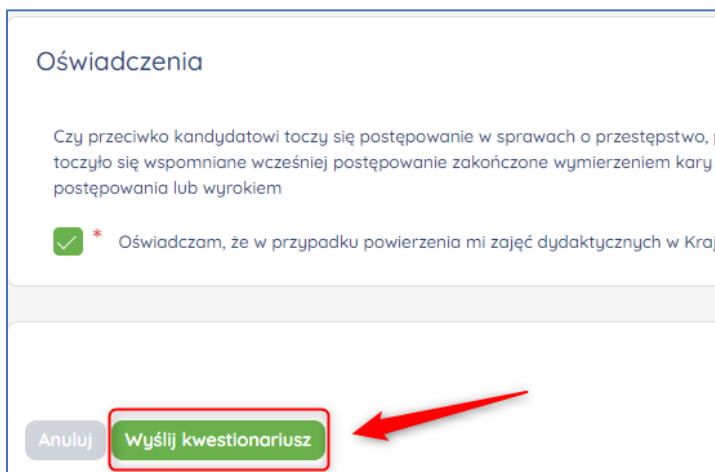 Oświadczenia
Czy przeciwko kandydatowi toczy się postępowanie w sprawach o przestępstwo,
toczyło się wspomniane wcześniej postępowanie zakończone wymierzeniem kary
postępowania lub wyrokiem
* Oświadczam, że w przypadku powierzenia mi zajęć dydaktycznych w Kraj
Anuluj Wyślij kwestionariusz